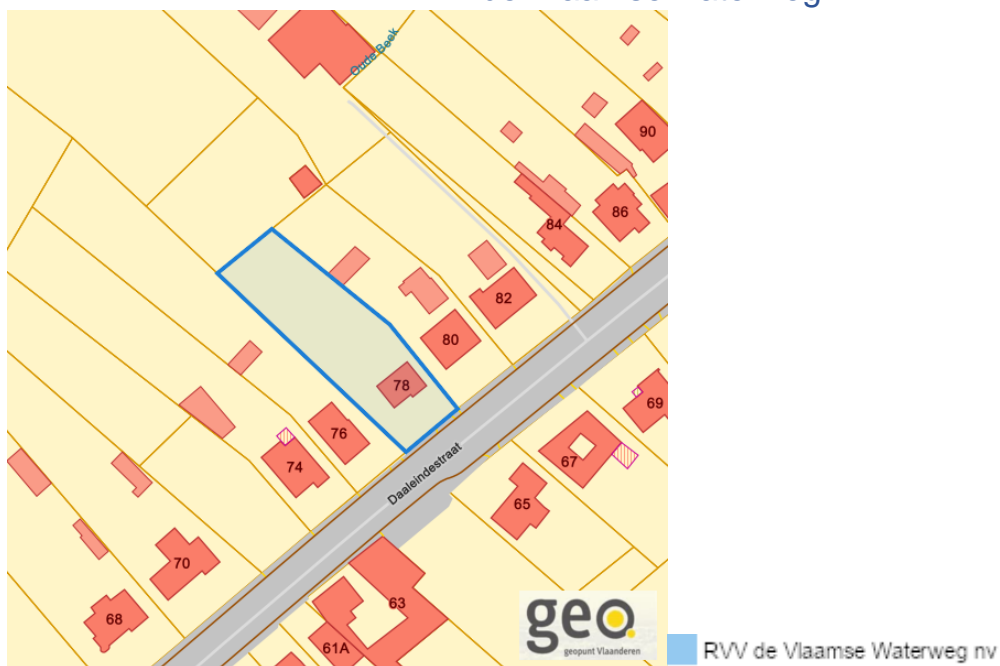 Oude Beek
90
86
84
82
80
78
76
74
69
67
65
70
68
63
61A
Daaleindestraat
geo.
geopunt Vlaanderen
RVV de Vlaamse Waterweg nv